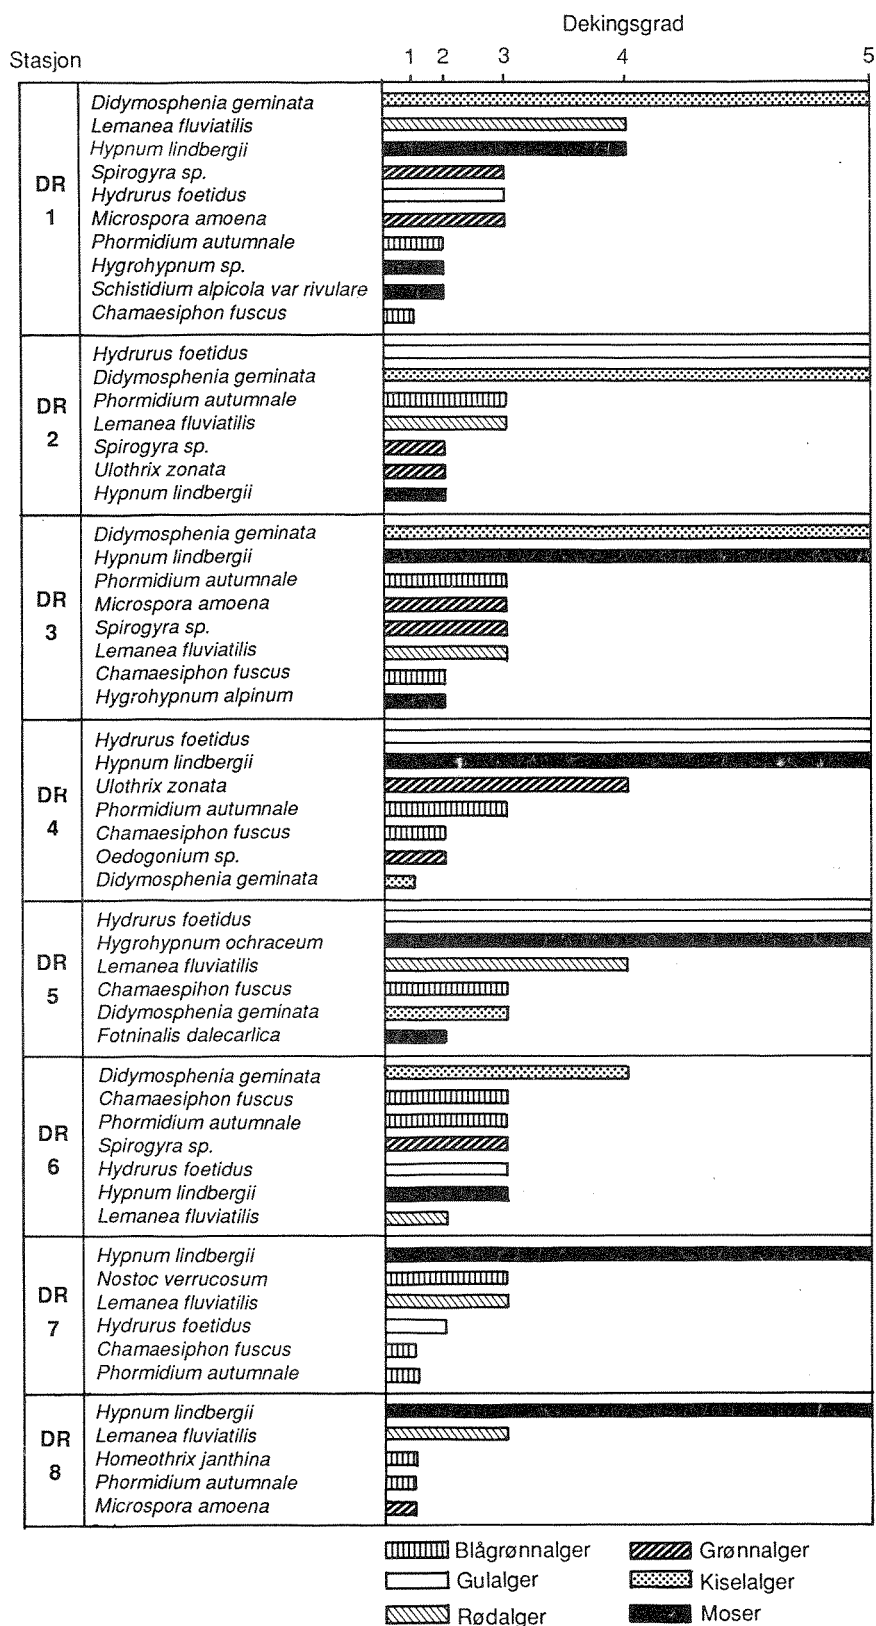 Dekingsgrad
Stasjon 1 2 3 4 5
DR 1
Didymosphenia geminata
Lemanea fluviatilis
Hypnum lindbergii
Spirogyra sp.
Hydrurus foetidus
Microspora amoena
Phormidium autumnale
Hygrohypnum sp.
Schistidium alpicola var rivulare
Chamaesiphon fuscus
DR 2
Hydrurus foetidus
Didymosphenia geminata
Phormidium autumnale
Lemanea fluviatilis
Spirogyra sp.
Ulothrix zonata
Hypnum lindbergii
DR 3
Didymosphenia geminata
Hypnum lindbergii
Phormidium autumnale
Microspora amoena
Spirogyra sp.
Lemanea fluviatilis
Chamaesiphon fuscus
Hygrohypnum alpinum
DR 4
Hydrurus foetidus
Hypnum lindbergii
Ulothrix zonata
Phormidium autumnale
Chamaesiphon fuscus
Oedogonium sp.
Didymosphenia geminata
DR 5
Hydrurus foetidus
Hygrohypnum ochraceum
Lemanea fluviatilis
Chamaespihon fuscus
Didymosphenia geminata
Fotninalis dalecarlica
DR 6
Didymosphenia geminata
Chamaesiphon fuscus
Phormidium autumnale
Spirogyra sp.
Hydrurus foetidus
Hypnum lindbergii
Lemanea fluviatilis
DR 7
Hypnum lindbergii
Nostoc verrucosum
Lemanea fluviatilis
Hydrurus foetidus
Chamaesiphon fuscus
Phormidium autumnale
DR 8
Hypnum lindbergii
Lemanea fluviatilis
Homeothrix janthina
Phormidium autumnale
Microspora amoena
Blågrønnalger Grønnalger
Gulalger Kiselalger
Rødalger Moser